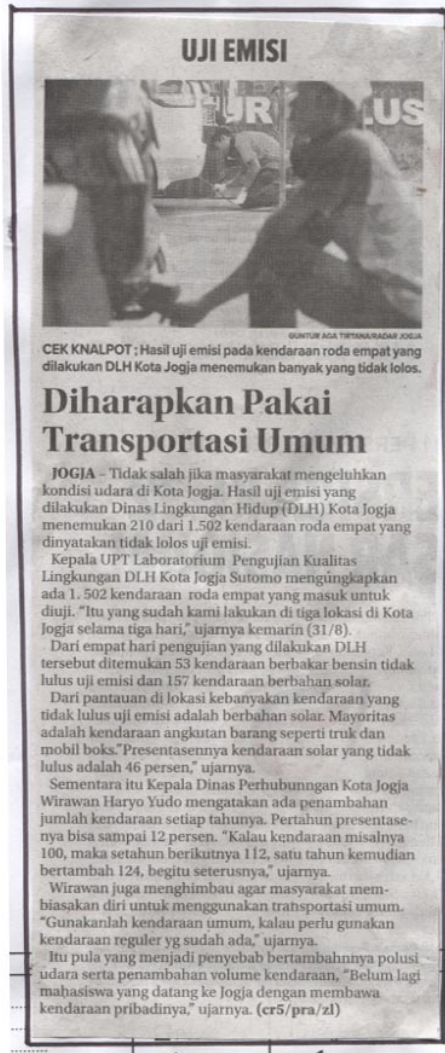 UJI EMISI
UR
LUS
GUNTUR AGA TIRTANA/RADAR JOGJA
CEK KNALPOT : Hasil uji emisi pada kendaraan roda empat yang
dilakukan DLH Kota Jogja menemukan banyak yang tidak lolos.
Diharapkan Pakai
Transportasi Umum
JOGJA – Tidak salah jika masyarakat mengeluhkan
kondisi udara di Kota Jogja. Hasil uji emisi yang
dilakukan Dinas Lingkungan Hidup (DLH) Kota Jogja
menemukan 210 dari 1.502 kendaraan roda empat yang
dinyatakan tidak lolos uji emisi.
Kepala UPT Laboratorium Pengujian Kualitas
Lingkungan DLH Kota Jogja Sutomo mengungkapkan
ada 1. 502 kendaraan roda empat yang masuk untuk
diuji. “Itu yang sudah kami lakukan di tiga lokasi di Kota
Jogja selama tiga hari,” ujarnya kemarin (31/8).
Dari empat hari pengujian yang dilakukan DLH
tersebut ditemukan 53 kendaraan berbakar bensin tidak
lulus uji emisi dan 157 kendaraan berbahan solar.
Dari pantauan di lokasi kebanyakan kendaraan yang
tidak lulus uji emisi adalah berbahan solar. Mayoritas
adalah kendaraan angkutan barang seperti truk dan
mobil boks.”Presentasennya kendaraan solar yang tidak
lulus adalah 46 persen,” ujarnya.
Sementara itu Kepala Dinas Perhubunngan Kota Jogja
Wirawan Haryo Yudo mengatakan ada penambahan
jumlah kendaraan setiap tahunya. Pertahun presentase-
nya bisa sampai 12 persen. “Kalau kendaraan misalnya
100, maka setahun berikutnya 112, satu tahun kemudian
bertambah 124, begitu seterusnya,” ujarnya.
Wirawan juga menghimbau agar masyarakat mem-
biasakan diri untuk menggunakan transportasi umum.
“Gunakanlah kendaraan umum, kalau perlu gunakan
kendaraan reguler yg sudah ada,” ujarnya.
Itu pula yang menjadi penyebab bertambahnnya polusi
udara serta penambahan volume kendaraan, “Belum lagi
mahasiswa yang datang ke Jogja dengan membawa
kendaraan pribadinya,” ujarnya. (cr5/pra/zl)